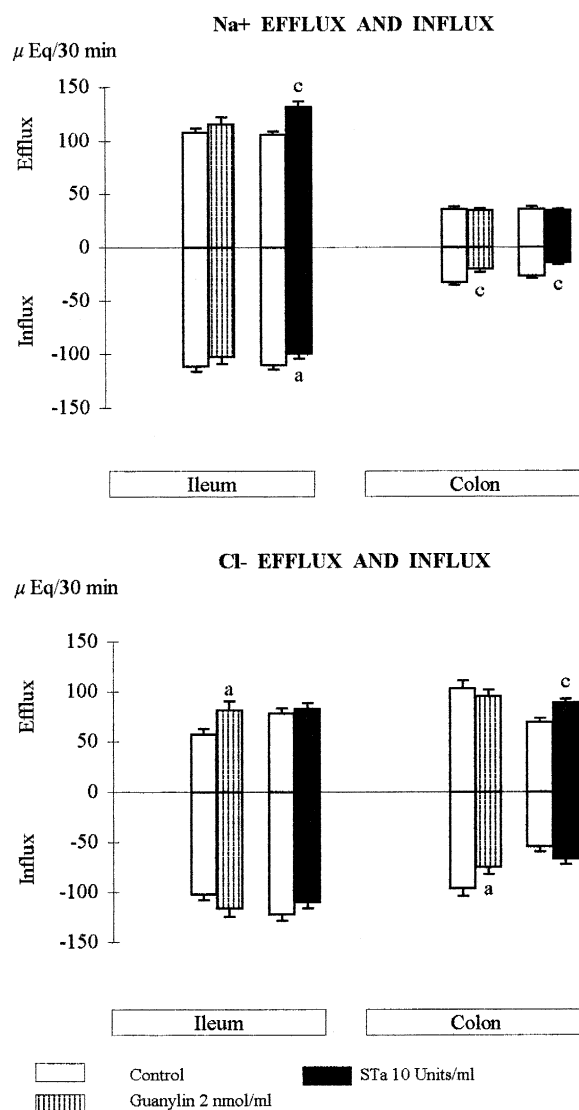 Na+ EFFLUX AND INFLUX
μ Eq/30 min
150
c
100
Efflux
50
0
-50
c
c
Influx
-100
a
-150
Ileum
Colon
Cl- EFFLUX AND INFLUX
μ Eq/30 min
150
a
c
100
Efflux
50
0
-50
Influx
-100
a
-150
Ileum
Colon
Control
STa 10 Units/ml
Guanylin 2 nmol/ml